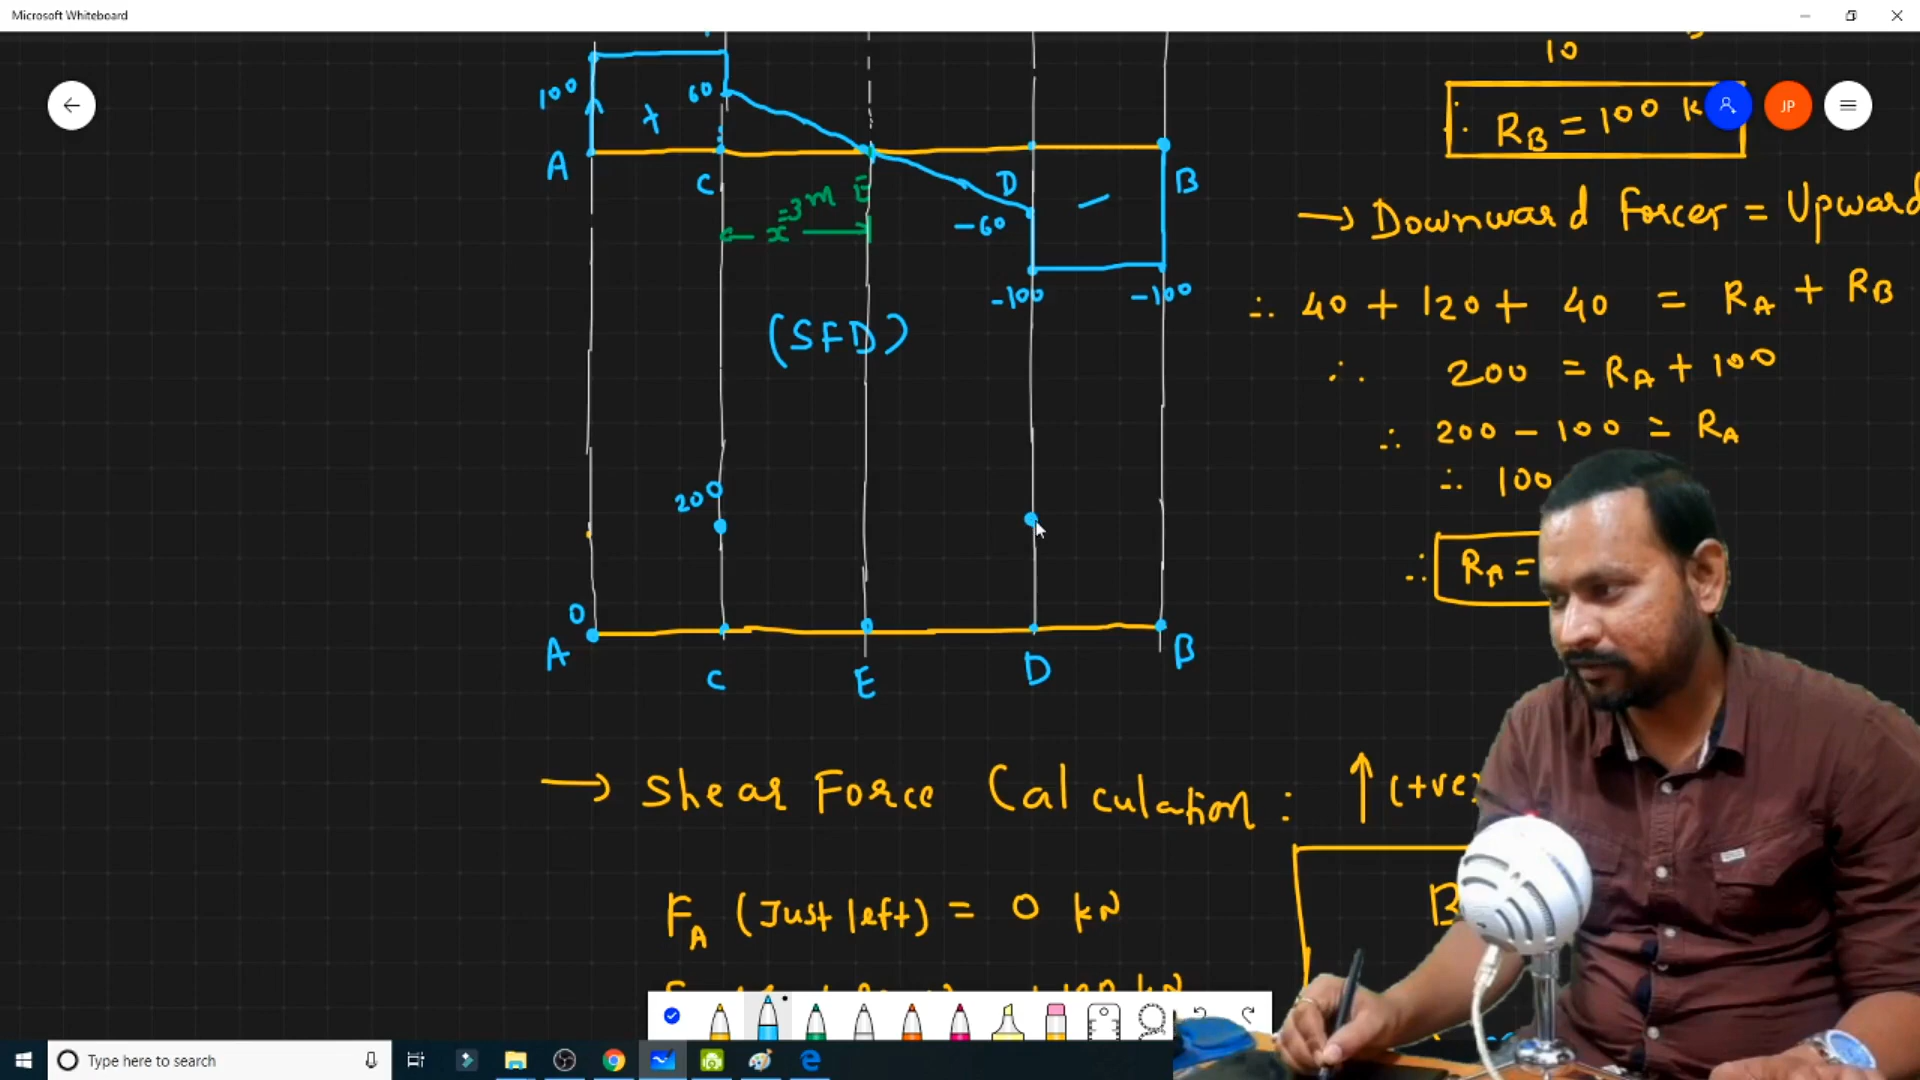 Microsoft Whiteboard
10
∴ RB = 100 k
JP
100
+
60
A
C
E
D
B
=3m
x
-60
-
-100
-100
(SFD)
→ Downward Forces = Upward
∴ 40 + 120 + 40 = RA + RB
∴ 200 = RA + 100
∴ 200 - 100 = RA
∴ 100
∴ RA =
200
0
A
C
E
D
B
→ Shear Force Calculation : ↑ (+ve)
FA (Just left) = 0 kN
B
Type here to search